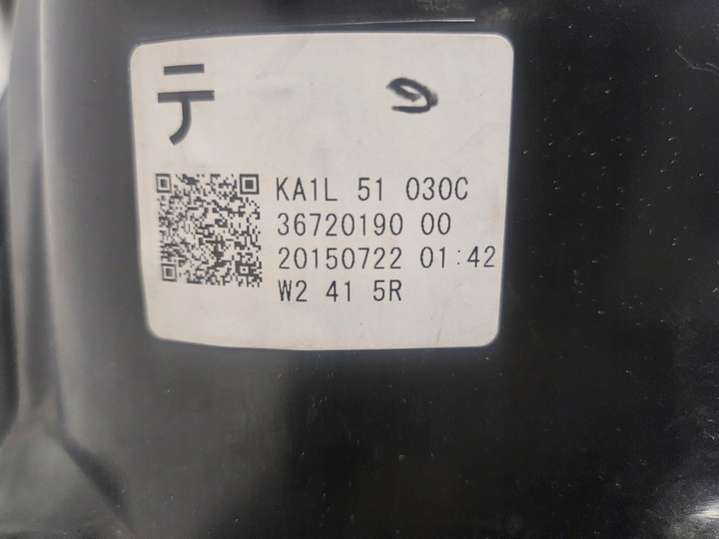 テ
KA1L 51 030C
36720190 00
20150722 01:42
W2 41 5R